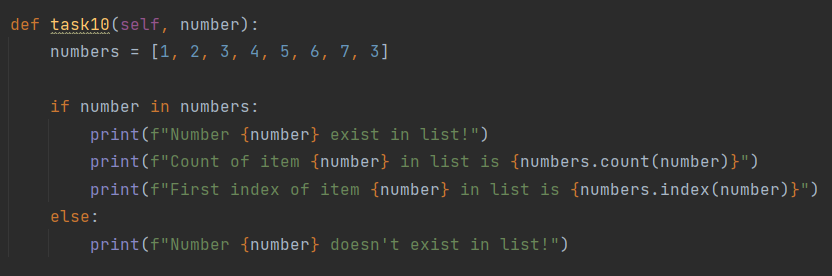 def task10(self, number):
    numbers = [1, 2, 3, 4, 5, 6, 7, 3]

    if number in numbers:
        print(f"Number {number} exist in list!")
        print(f"Count of item {number} in list is {numbers.count(number)}")
        print(f"First index of item {number} in list is {numbers.index(number)}")
    else:
        print(f"Number {number} doesn't exist in list!")